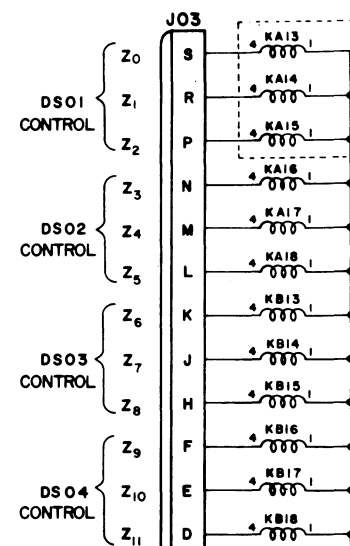 J03
Z0 S 4 KA13 1
DS01 CONTROL Z1 R 4 KA14 1
Z2 P 4 KA15 1
Z3 N 4 KA16 1
DS02 CONTROL Z4 M 4 KA17 1
Z5 L 4 KA18 1
Z6 K 4 KB13 1
DS03 CONTROL Z7 J 4 KB14 1
Z8 H 4 KB15 1
Z9 F 4 KB16 1
DS04 CONTROL Z10 E 4 KB17 1
Z11 D 4 KB18 1